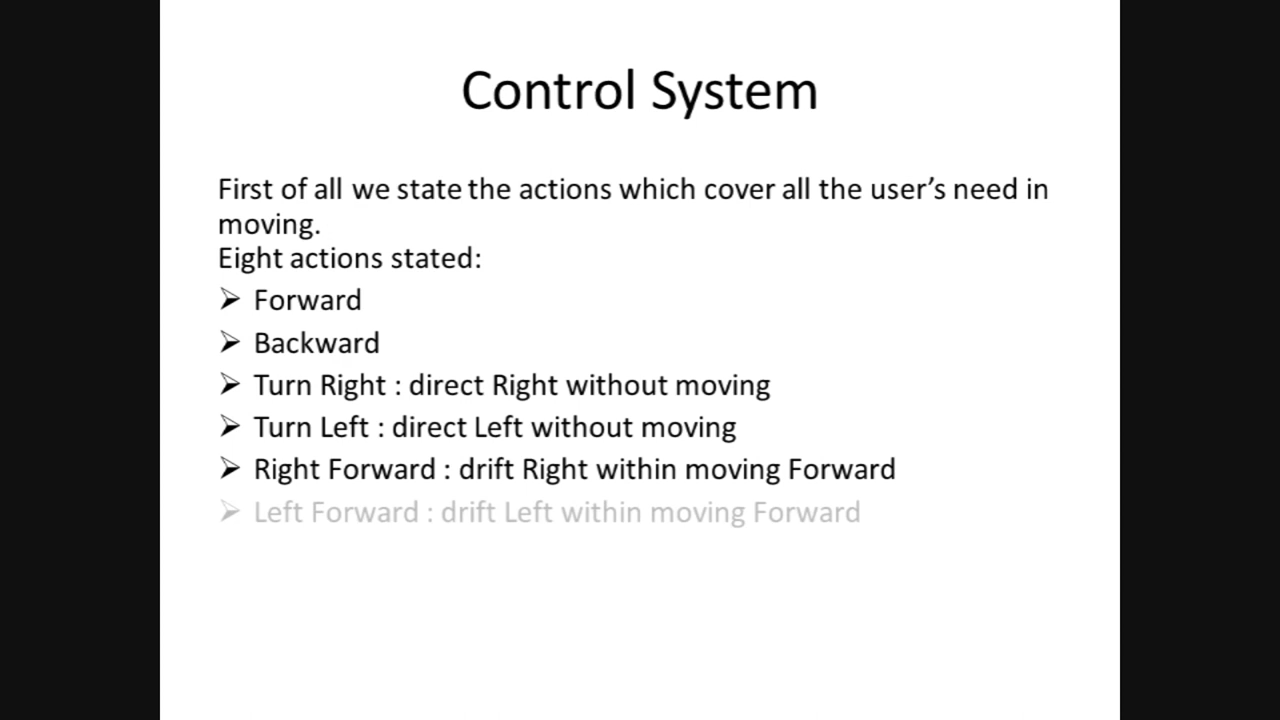 Control System
First of all we state the actions which cover all the user’s need in
moving.
Eight actions stated:
➢ Forward
➢ Backward
➢ Turn Right : direct Right without moving
➢ Turn Left : direct Left without moving
➢ Right Forward : drift Right within moving Forward
➢ Left Forward : drift Left within moving Forward